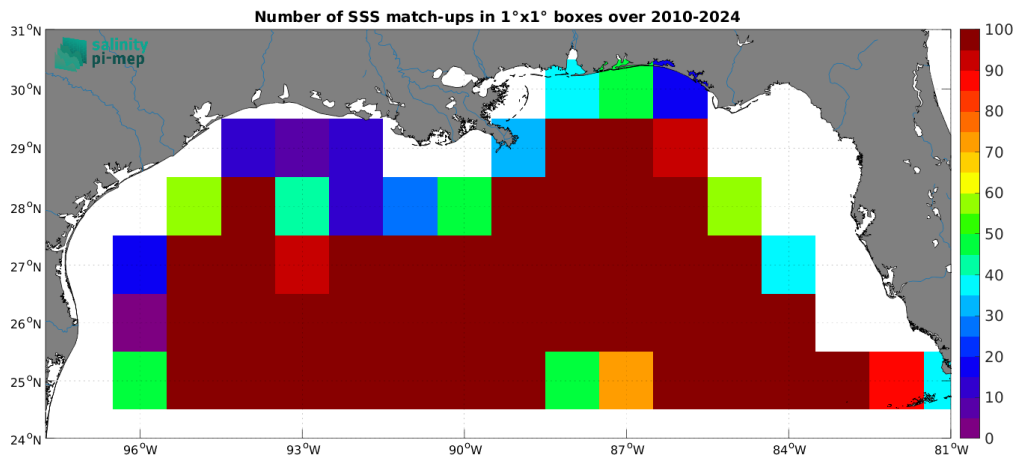 Number of SSS match-ups in 1°x1° boxes over 2010-2024
salinity
pi-mep
31°N
30°N
29°N
28°N
27°N
26°N
25°N
24°N
96°W
93°W
90°W
87°W
84°W
81°W
100
90
80
70
60
50
40
30
20
10
0